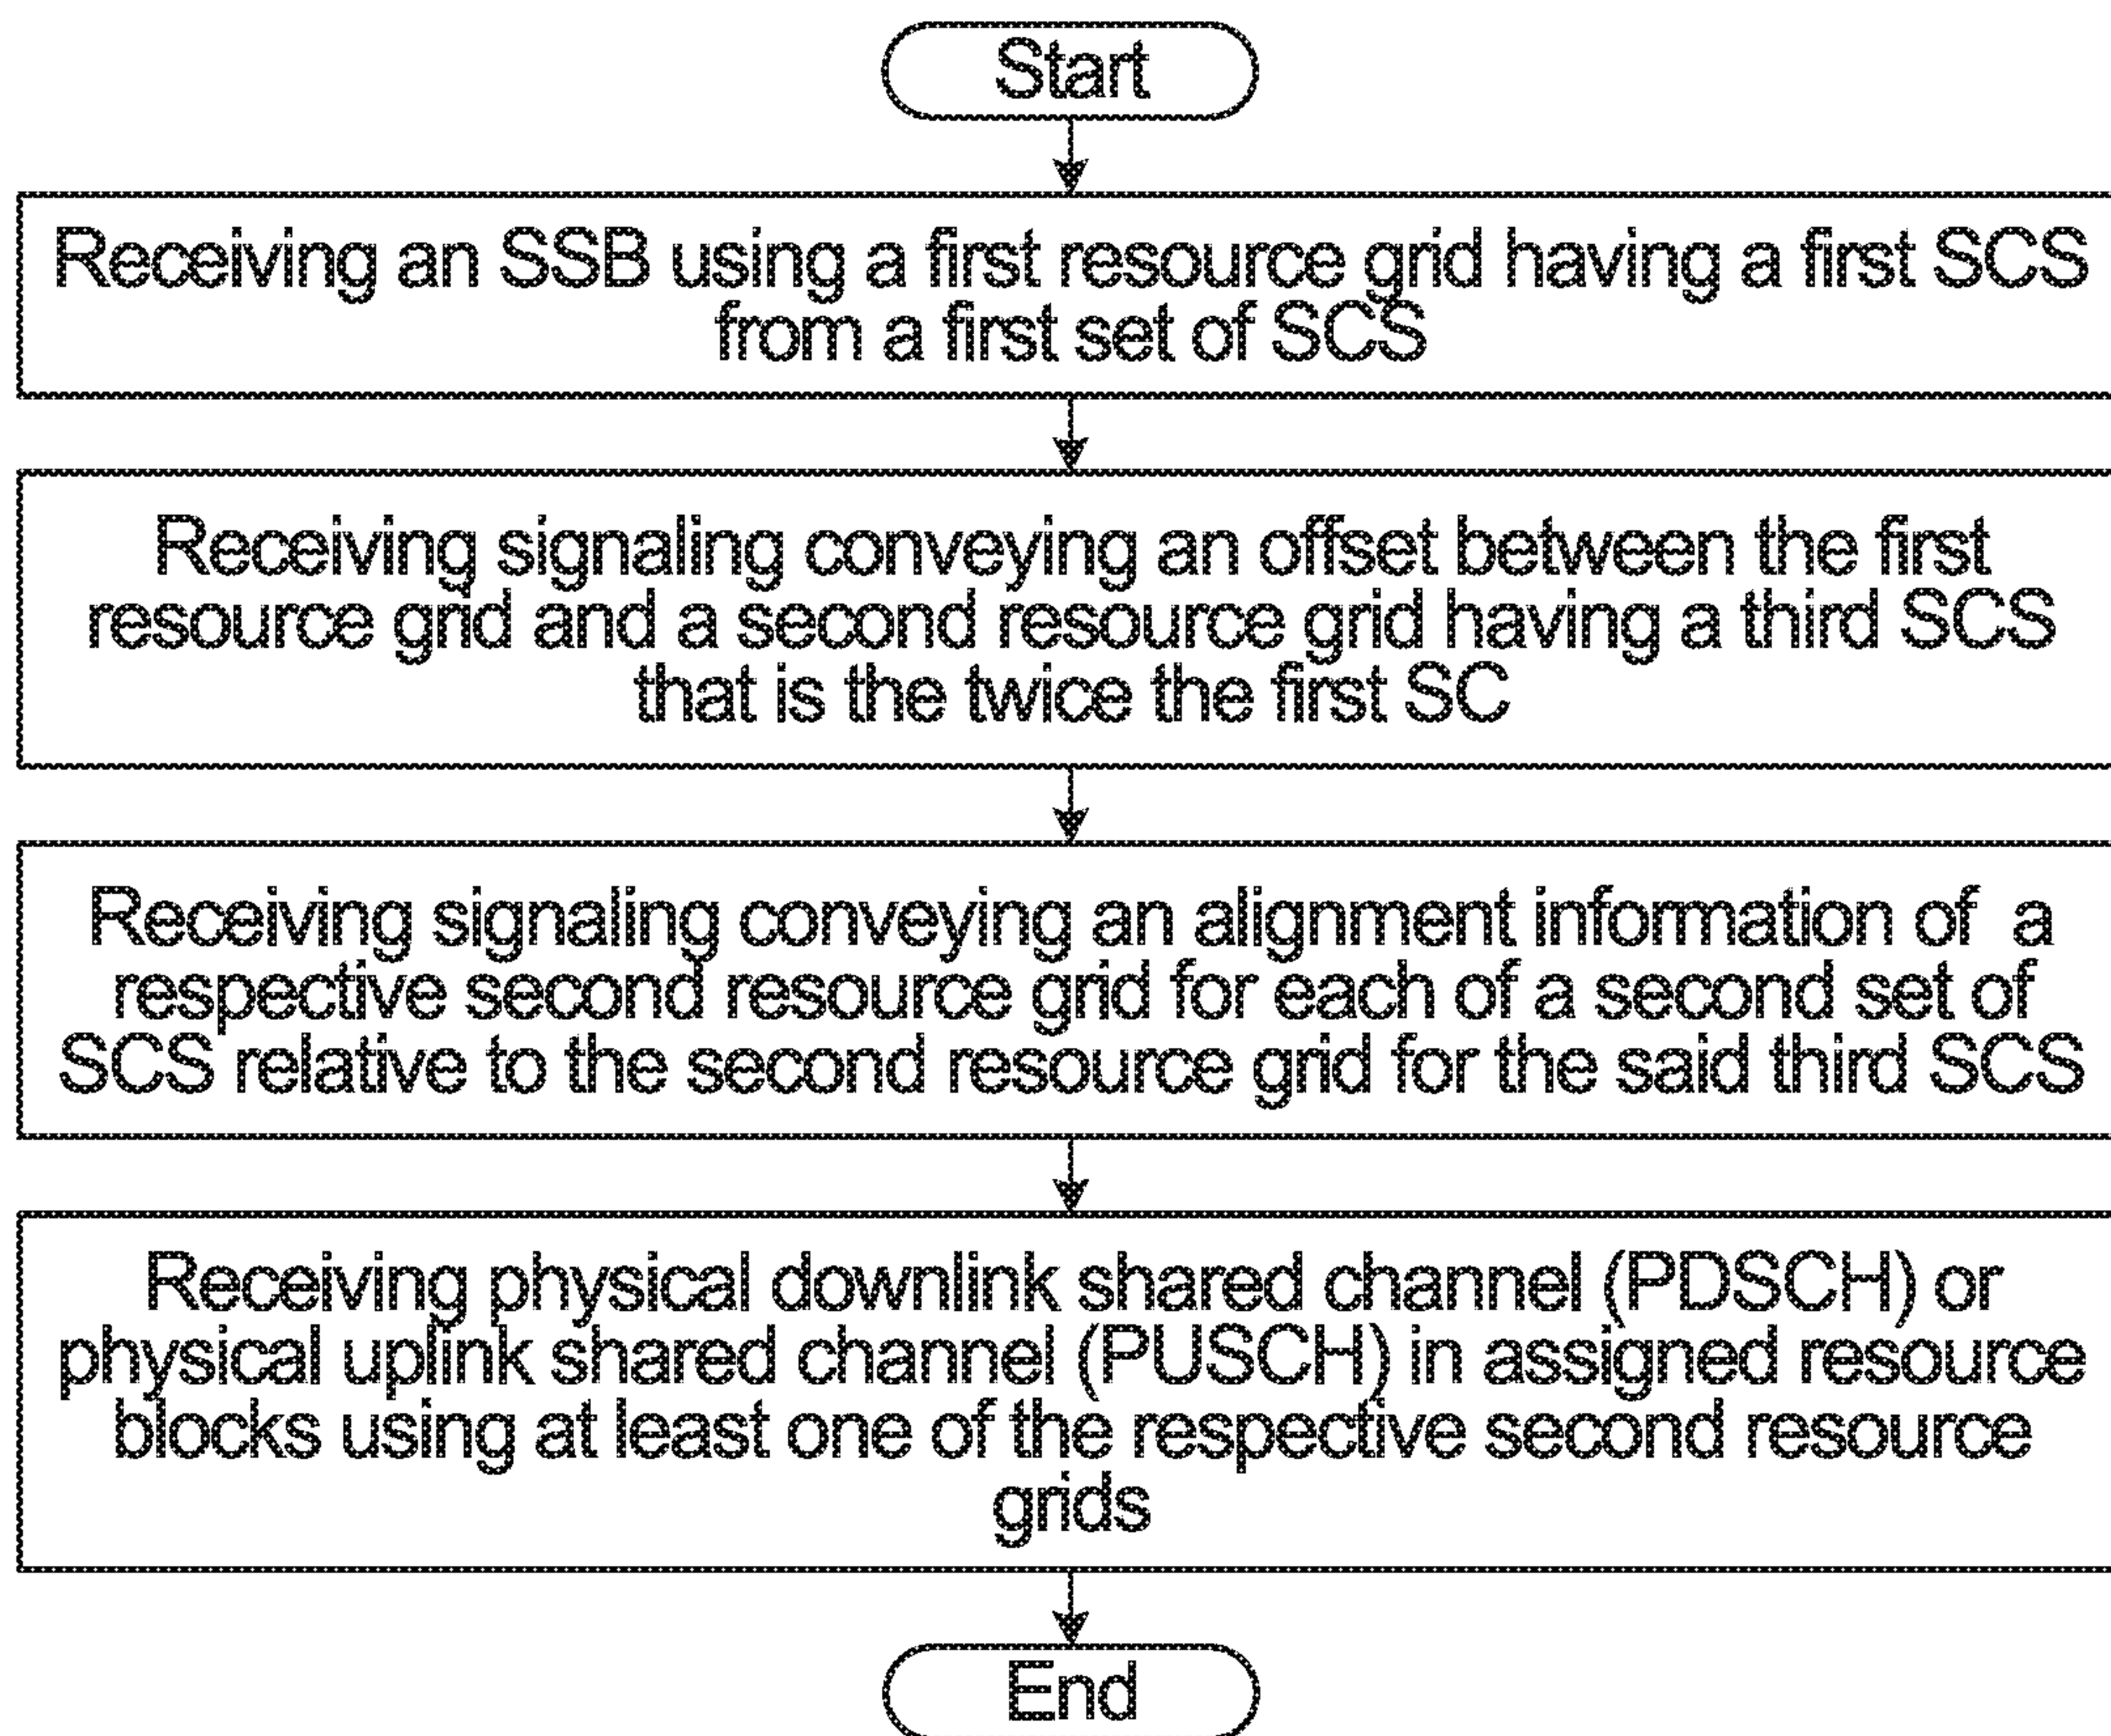 Start
Receiving an SSB using a first resource grid having a first SCS
from a first set of SCS
Receiving signaling conveying an offset between the first
resource grid and a second resource grid having a third SCS
that is the twice the first SC
Receiving signaling conveying an alignment information of a
respective second resource grid for each of a second set of
SCS relative to the second resource grid for the said third SCS
Receiving physical downlink shared channel (PDSCH) or
physical uplink shared channel (PUSCH) in assigned resource
blocks using at least one of the respective second resource
grids
End